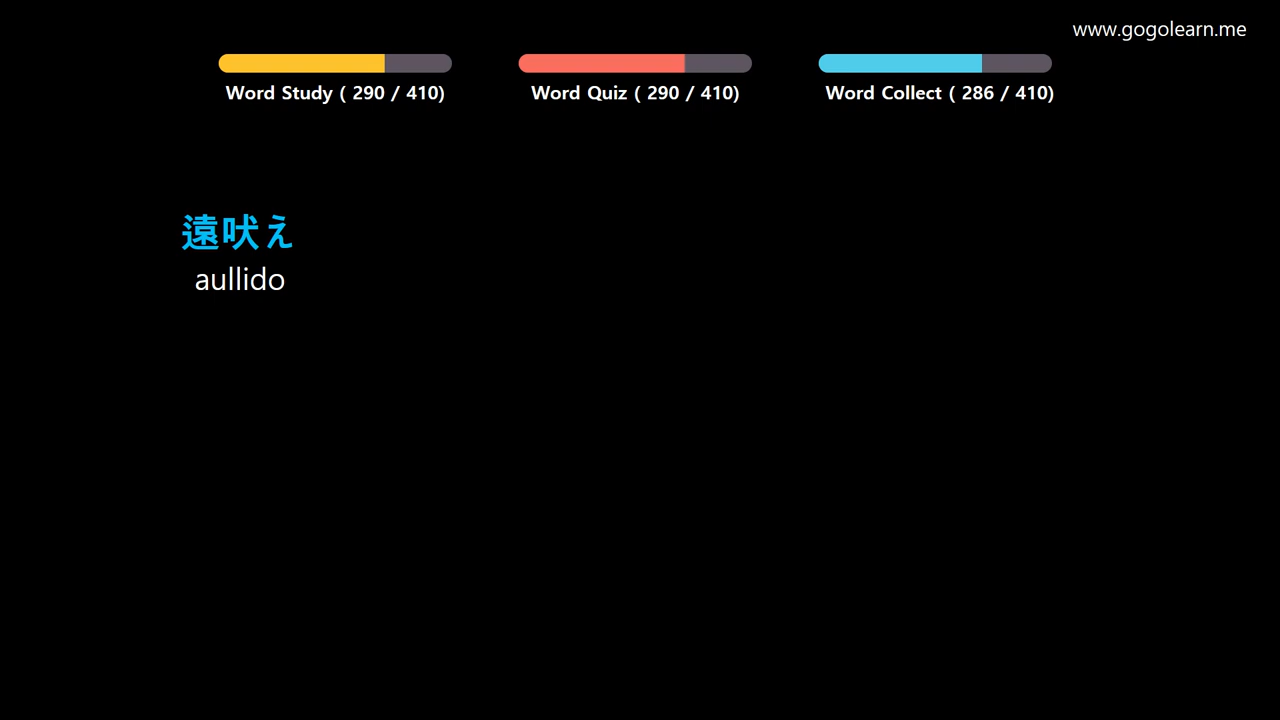 www.gogolearn.me
Word Study ( 290 / 410)
Word Quiz ( 290 / 410)
Word Collect ( 286 / 410)
遠吠え
aullido